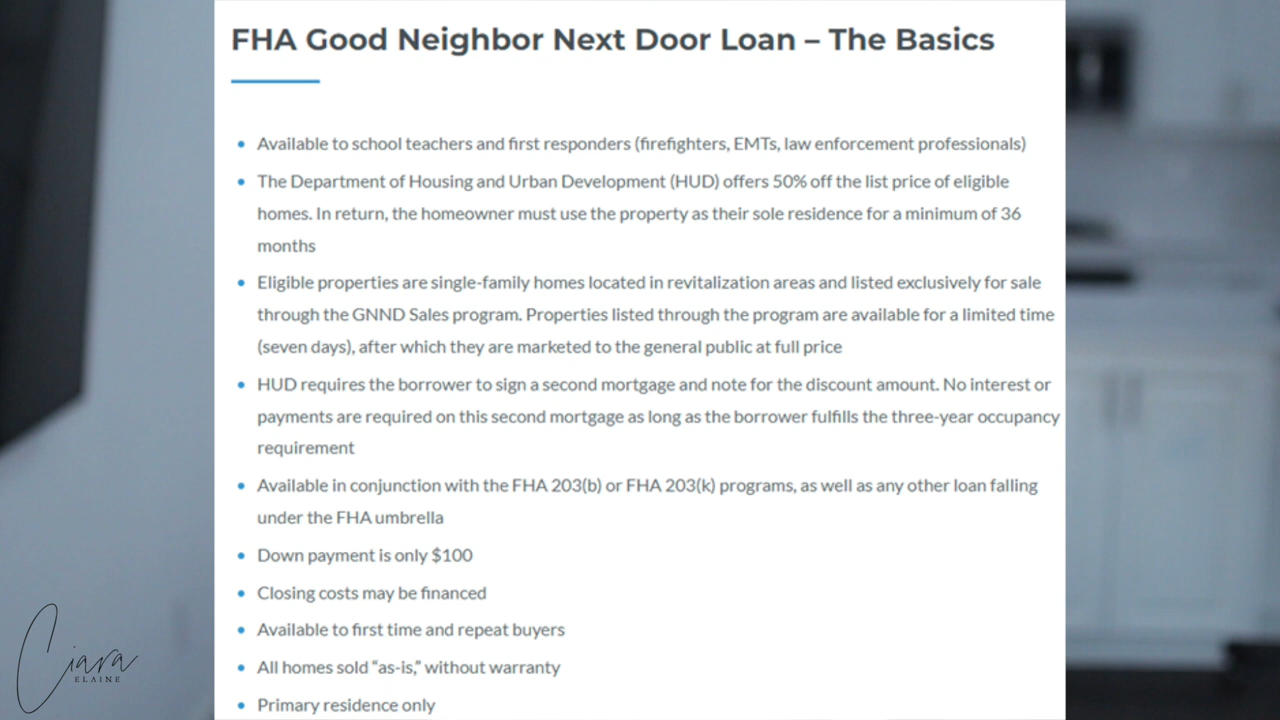 FHA Good Neighbor Next Door Loan – The Basics
• Available to school teachers and first responders (firefighters, EMTs, law enforcement professionals)
• The Department of Housing and Urban Development (HUD) offers 50% off the list price of eligible
homes. In return, the homeowner must use the property as their sole residence for a minimum of 36
months
• Eligible properties are single-family homes located in revitalization areas and listed exclusively for sale
through the GNND Sales program. Properties listed through the program are available for a limited time
(seven days), after which they are marketed to the general public at full price
• HUD requires the borrower to sign a second mortgage and note for the discount amount. No interest or
payments are required on this second mortgage as long as the borrower fulfills the three-year occupancy
requirement
• Available in conjunction with the FHA 203(b) or FHA 203(k) programs, as well as any other loan falling
under the FHA umbrella
• Down payment is only $100
• Closing costs may be financed
• Available to first time and repeat buyers
• All homes sold “as-is,” without warranty
• Primary residence only
Ciara
ELAINE